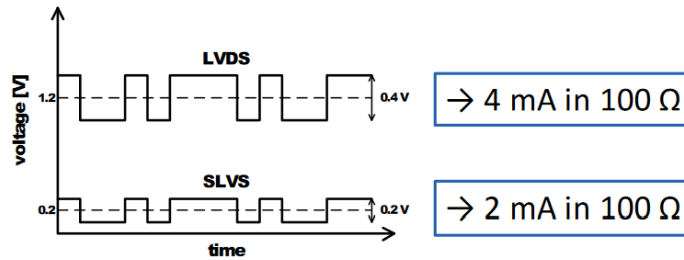 LVDS
voltage [V]
1.2
0.4 V
→ 4 mA in 100 Ω
SLVS
0.2
0.2 V
→ 2 mA in 100 Ω
time